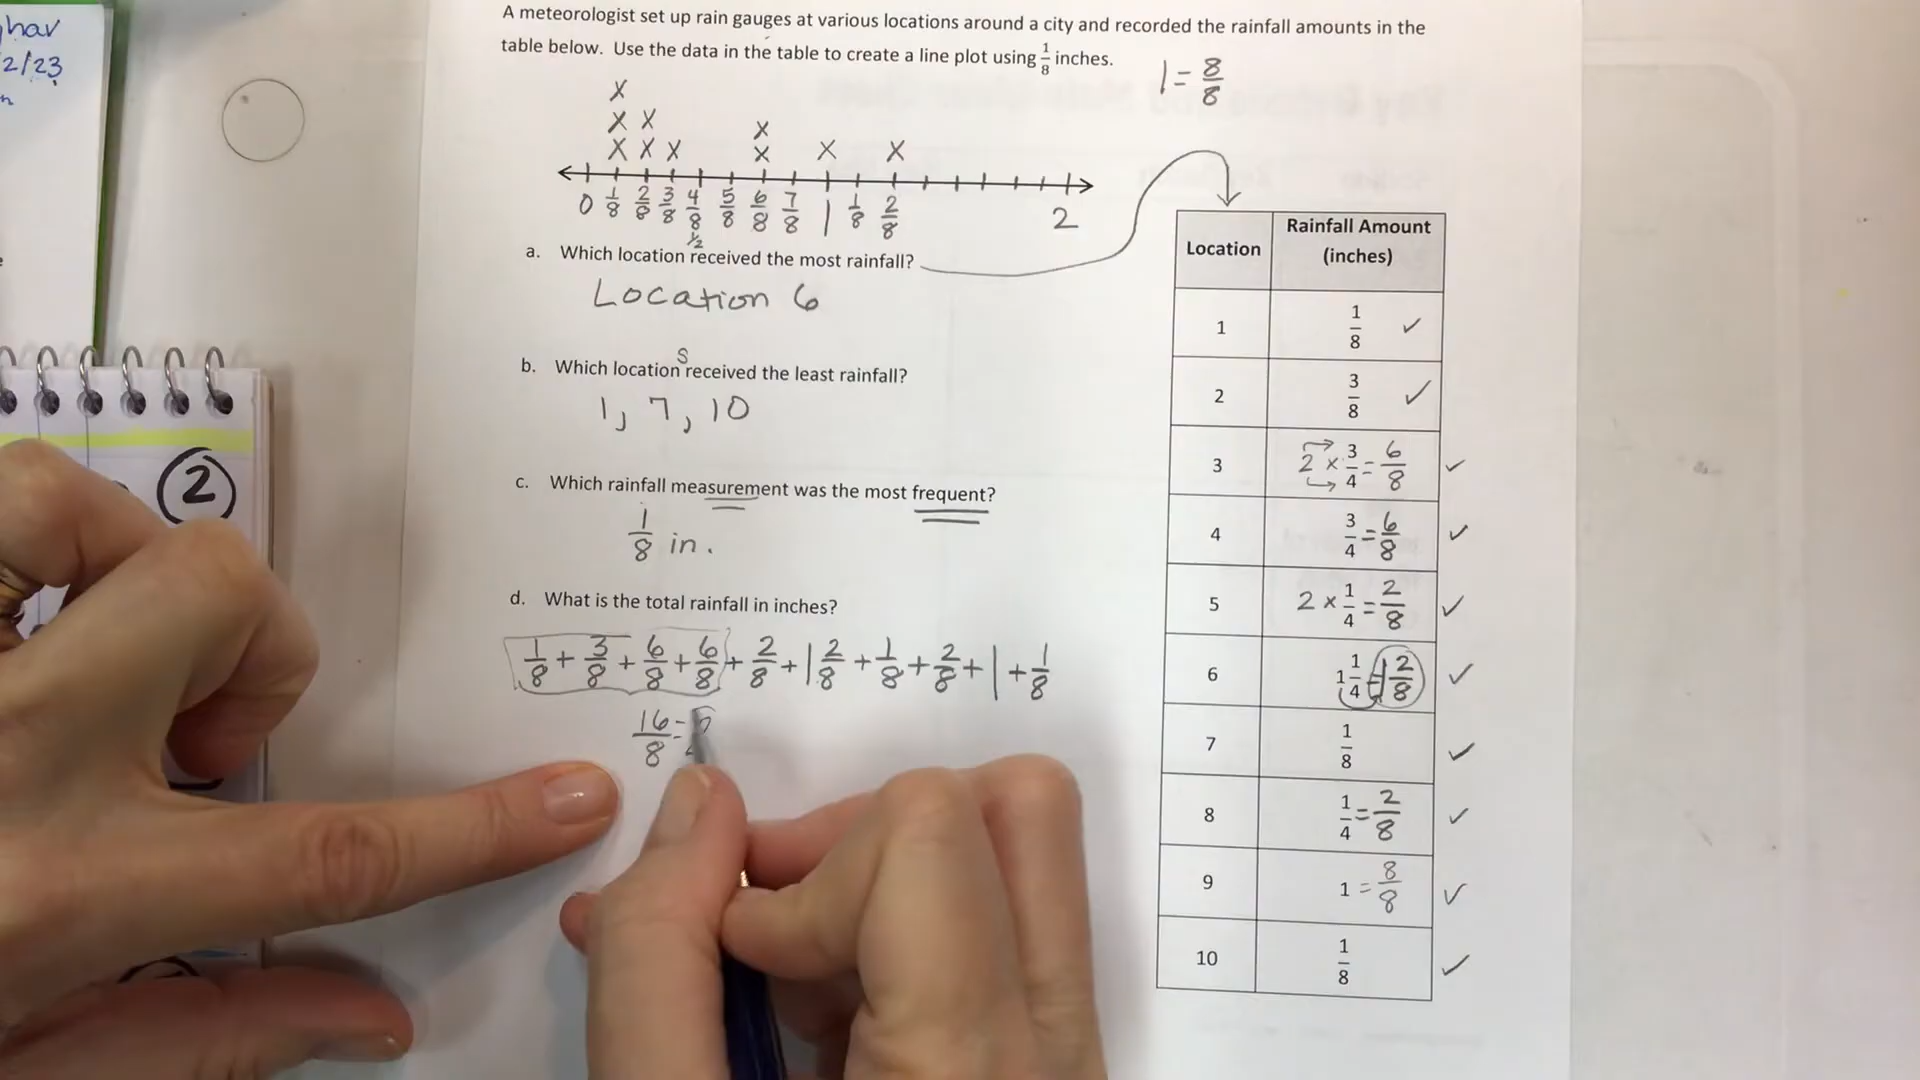 ghav
2/23
A meteorologist set up rain gauges at various locations around a city and recorded the rainfall amounts in the
table below. Use the data in the table to create a line plot using 1/8 inches.
1 = 8/8
X
X X X
X X X X X X
0 1/8 2/8 3/8 4/8 5/8 6/8 7/8 1 1/8 2/8 2
1/2
a. Which location received the most rainfall?
Location 6
b. Which locationS received the least rainfall?
1, 7, 10
c. Which rainfall measurement was the most frequent?
1/8 in.
d. What is the total rainfall in inches?
1/8 + 3/8 + 6/8 + 6/8 + 2/8 + 1 2/8 + 1/8 + 2/8 + 1 + 1/8
16/8 = 2
Location Rainfall Amount (inches)
1 1/8 ✓
2 3/8 ✓
3 2 × 3/4 = 6/8 ✓
4 3/4 = 6/8 ✓
5 2 × 1/4 = 2/8 ✓
6 1 1/4 = 1 2/8 ✓
7 1/8 ✓
8 1/4 = 2/8 ✓
9 1 = 8/8 ✓
10 1/8 ✓
2